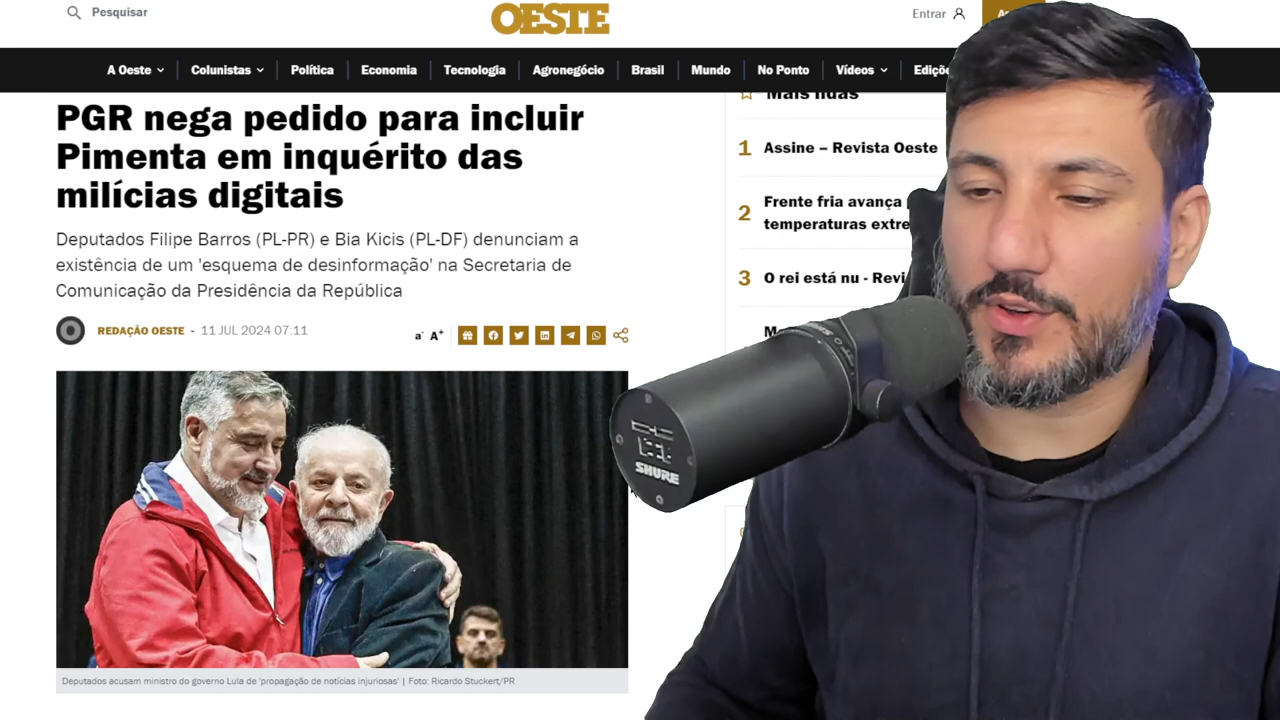 Pesquisar
OESTE
Entrar
A Oeste
Colunistas
Política
Economia
Tecnologia
Agronegócio
Brasil
Mundo
No Ponto
Vídeos
PGR nega pedido para incluir
Pimenta em inquérito das
milícias digitais
Deputados Filipe Barros (PL-PR) e Bia Kicis (PL-DF) denunciam a
existência de um 'esquema de desinformação' na Secretaria de
Comunicação da Presidência da República
REDAÇÃO OESTE - 11 JUL 2024 07:11
a- A+
Deputados acusam ministro do governo Lula de 'propagação de notícias injuriosas' | Foto: Ricardo Stuckert/PR
Mais lidas
1 Assine – Revista Oeste
2 Frente fria avança
3 O rei está nu - Revi
SHURE